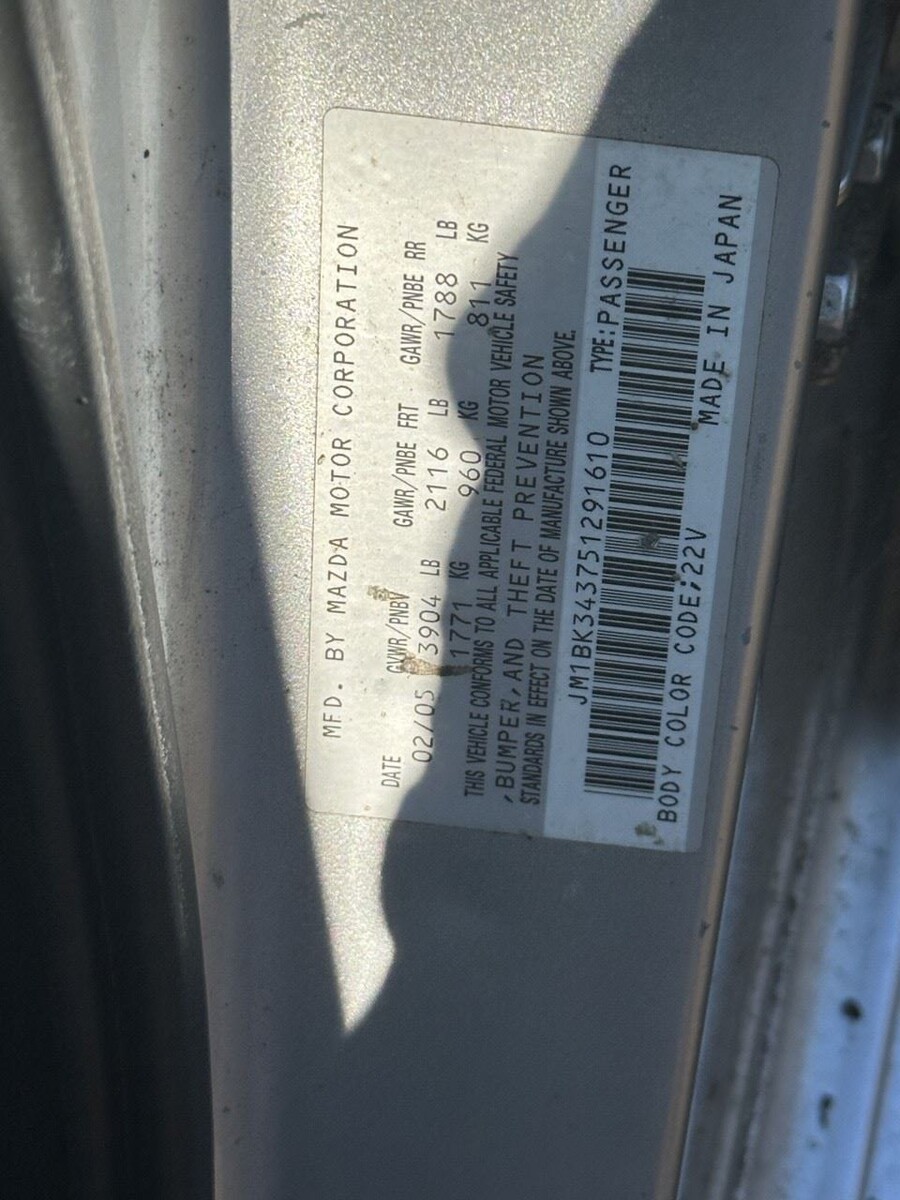 MFD. BY MAZDA MOTOR CORPORATION
DATE GVWR/PNBV GAWR/PNBE FRT GAWR/PNBE RR
02/05 3904 LB 2116 LB 1788 LB
1771 KG 960 KG 811 KG
THIS VEHICLE CONFORMS TO ALL APPLICABLE FEDERAL MOTOR VEHICLE SAFETY
,BUMPER,AND THEFT PREVENTION
STANDARDS IN EFFECT ON THE DATE OF MANUFACTURE SHOWN ABOVE.
JM1BK343751291610 TYPE:PASSENGER
BODY COLOR CODE;22V MADE IN JAPAN